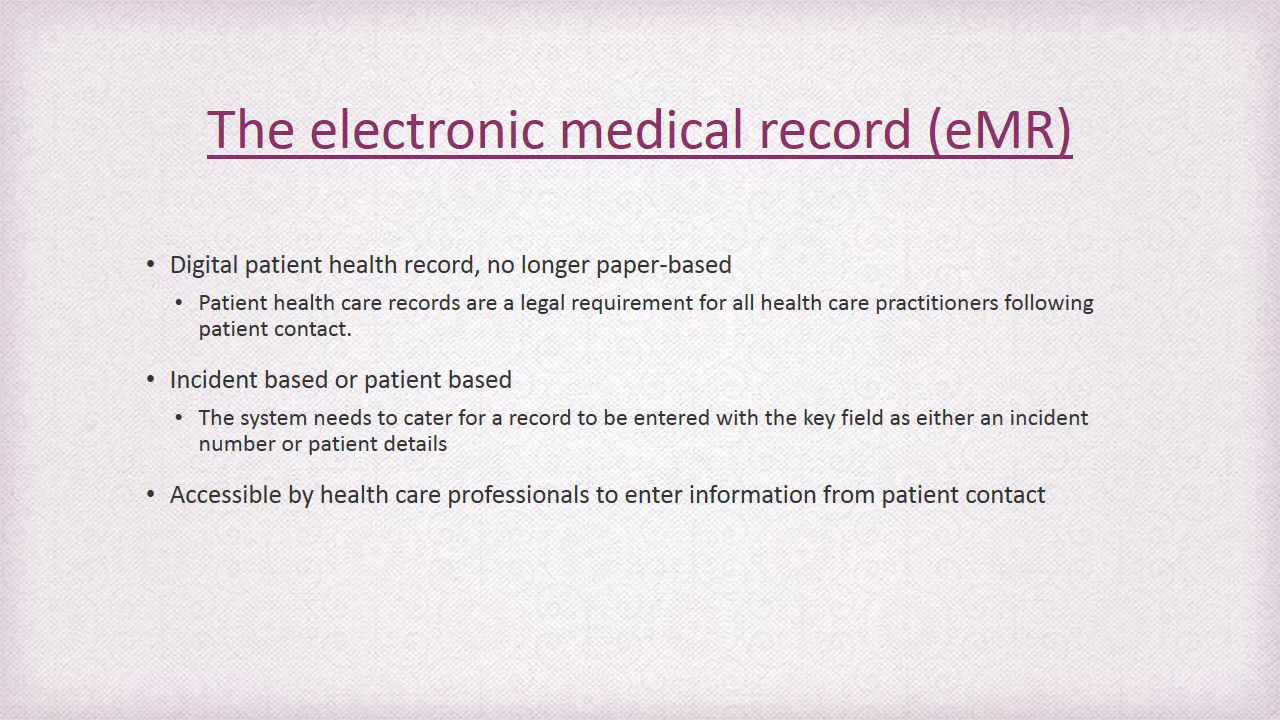 The electronic medical record (eMR)
• Digital patient health record, no longer paper-based
• Patient health care records are a legal requirement for all health care practitioners following
patient contact.
• Incident based or patient based
• The system needs to cater for a record to be entered with the key field as either an incident
number or patient details
• Accessible by health care professionals to enter information from patient contact